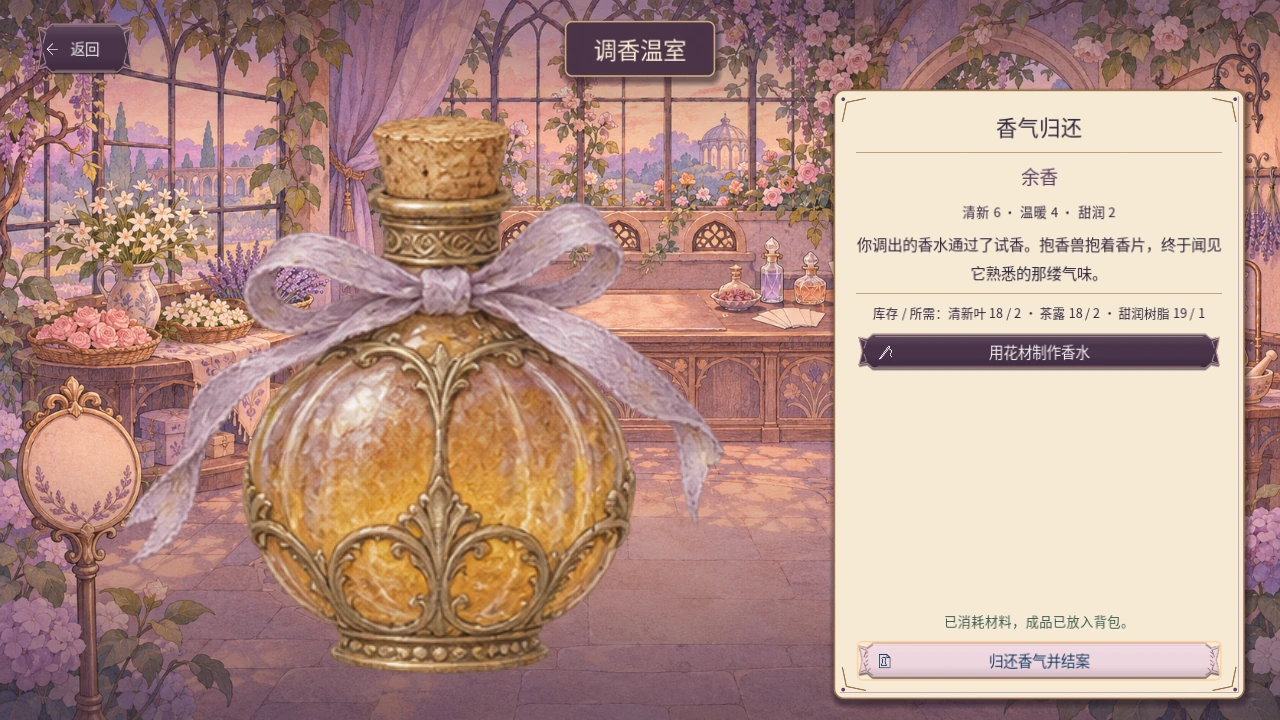 返回
调香温室
香气归还
余香
清新 6 · 温暖 4 · 甜润 2
你调出的香水通过了试香。抱香兽抱着香片，终于闻见
它熟悉的那缕气味。
库存 / 所需：清新叶 18 / 2 · 茶露 18 / 2 · 甜润树脂 19 / 1
用花材制作香水
已消耗材料，成品已放入背包。
归还香气并结案